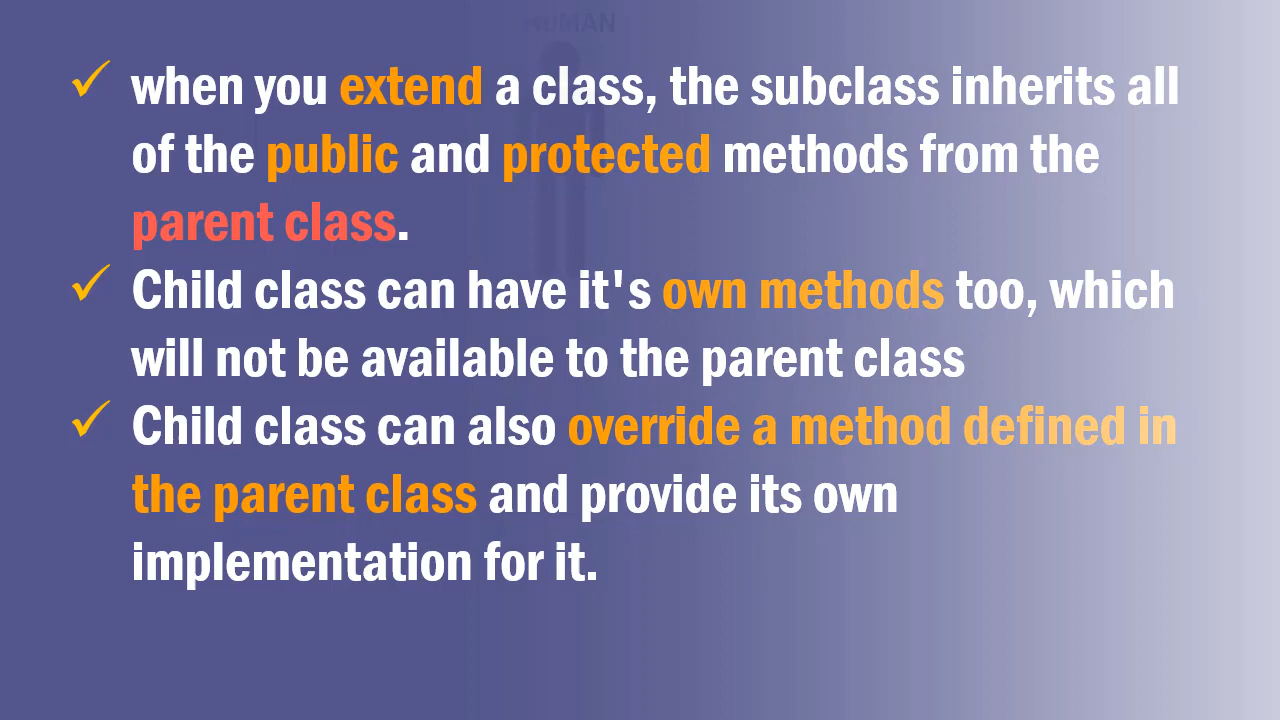 HUMAN
✓ when you extend a class, the subclass inherits all
of the public and protected methods from the
parent class.
✓ Child class can have it's own methods too, which
will not be available to the parent class
✓ Child class can also override a method defined in
the parent class and provide its own
implementation for it.